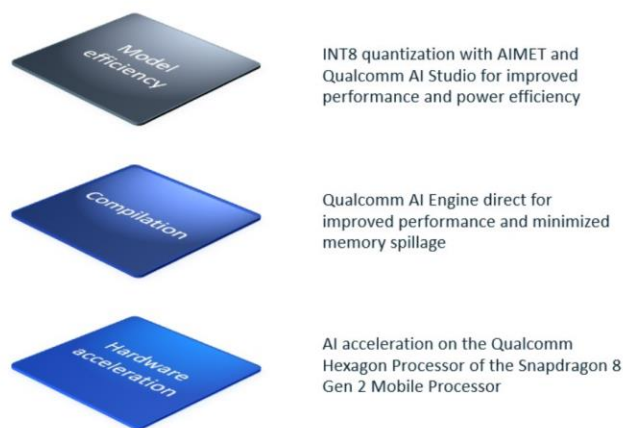 Model
efficiency
INT8 quantization with AIMET and
Qualcomm AI Studio for improved
performance and power efficiency
Compilation
Qualcomm AI Engine direct for
improved performance and minimized
memory spillage
Hardware
acceleration
AI acceleration on the Qualcomm
Hexagon Processor of the Snapdragon 8
Gen 2 Mobile Processor